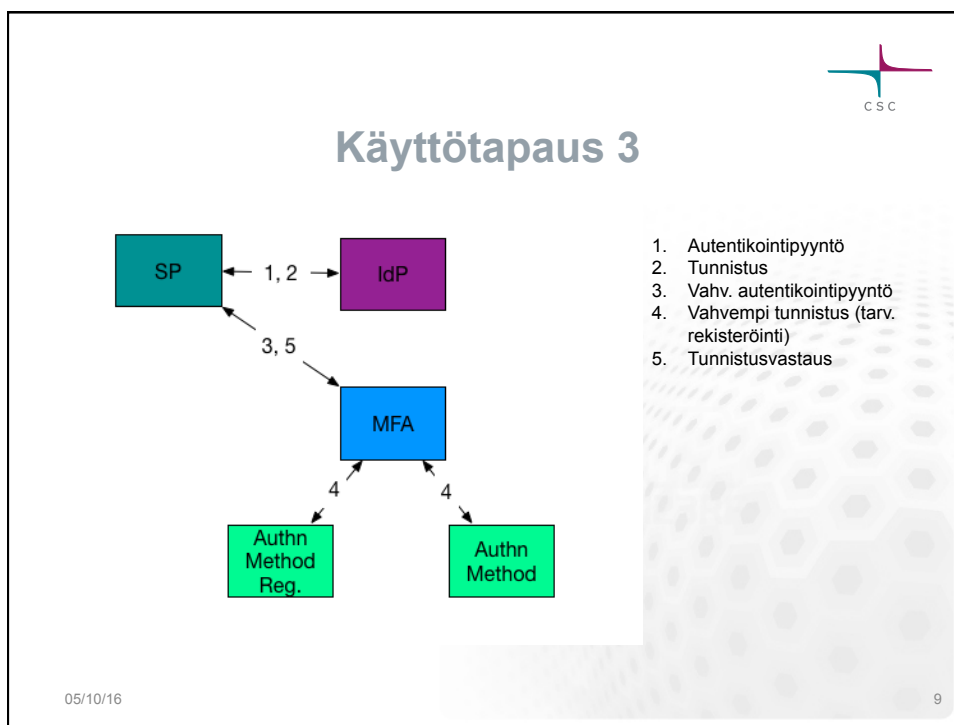 CSC
Käyttötapaus 3
SP
1, 2
IdP
3, 5
MFA
4
4
Authn
Method
Reg.
Authn
Method
1. Autentikointipyyntö
2. Tunnistus
3. Vahv. autentikointipyyntö
4. Vahvempi tunnistus (tarv.
rekisteröinti)
5. Tunnistusvastaus
05/10/16
9